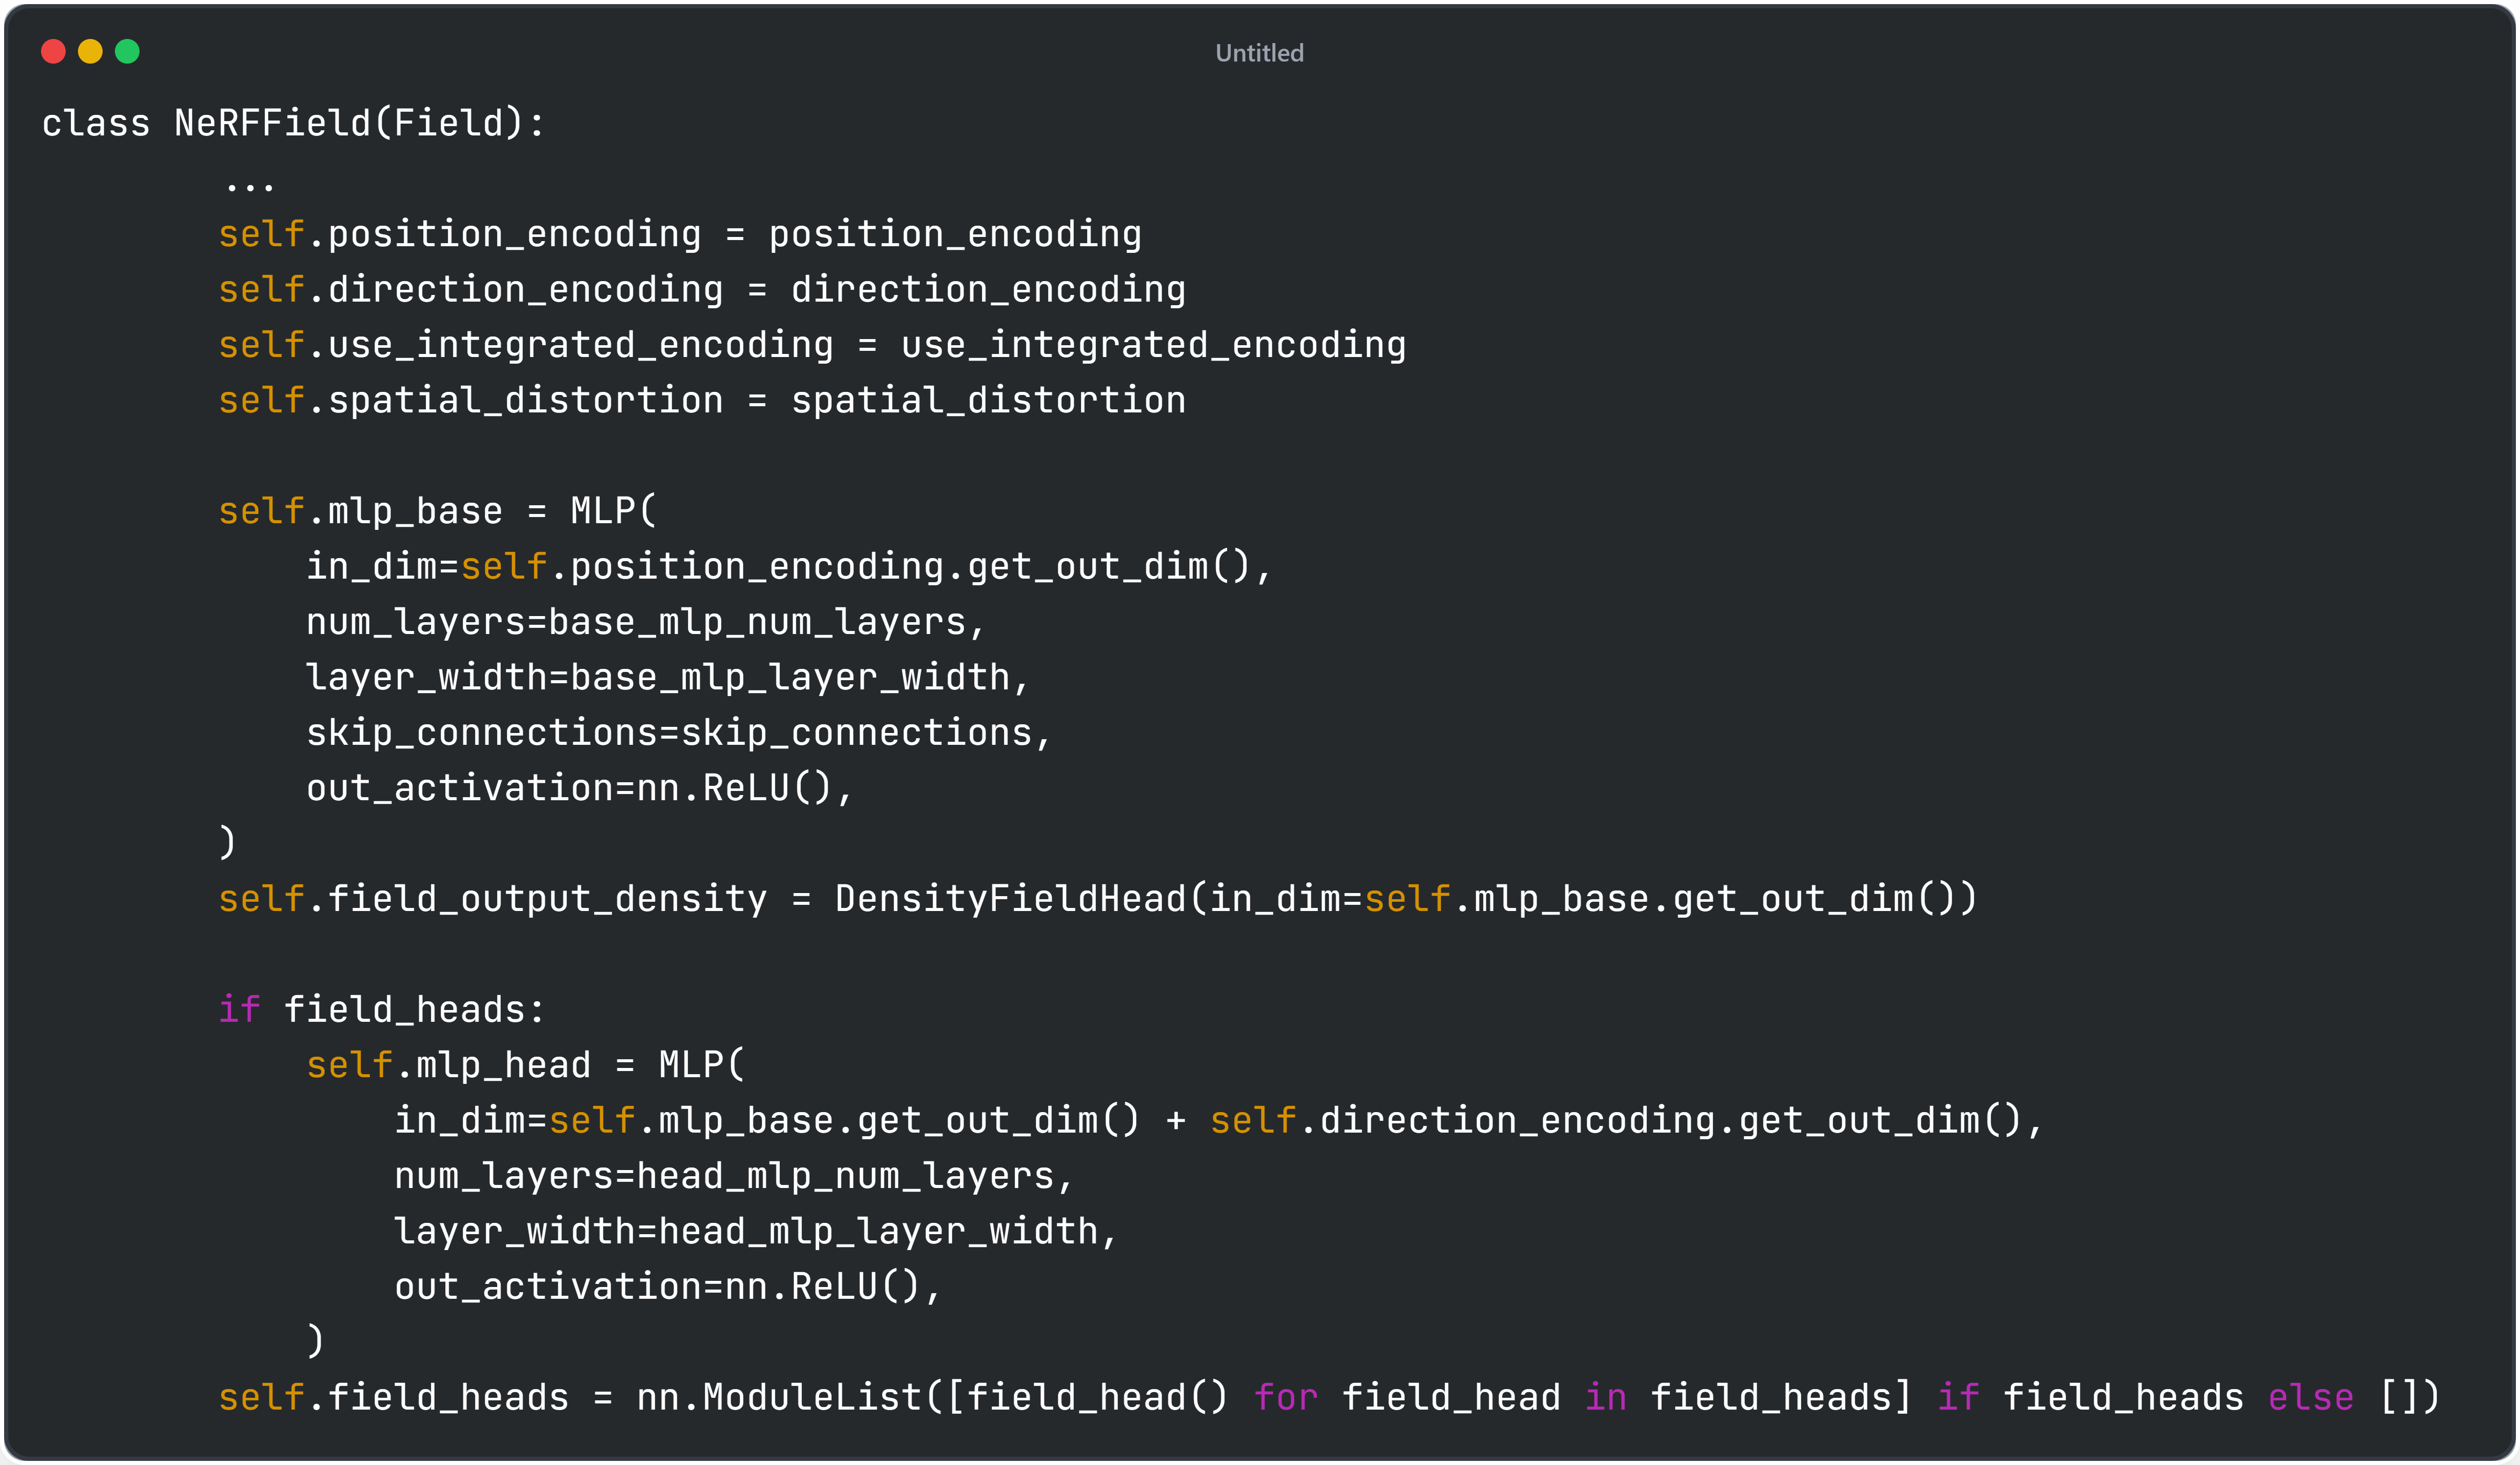 Untitled
class NeRFField(Field):
        ...
        self.position_encoding = position_encoding
        self.direction_encoding = direction_encoding
        self.use_integrated_encoding = use_integrated_encoding
        self.spatial_distortion = spatial_distortion

        self.mlp_base = MLP(
            in_dim=self.position_encoding.get_out_dim(),
            num_layers=base_mlp_num_layers,
            layer_width=base_mlp_layer_width,
            skip_connections=skip_connections,
            out_activation=nn.ReLU(),
        )
        self.field_output_density = DensityFieldHead(in_dim=self.mlp_base.get_out_dim())

        if field_heads:
            self.mlp_head = MLP(
                in_dim=self.mlp_base.get_out_dim() + self.direction_encoding.get_out_dim(),
                num_layers=head_mlp_num_layers,
                layer_width=head_mlp_layer_width,
                out_activation=nn.ReLU(),
            )
        self.field_heads = nn.ModuleList([field_head() for field_head in field_heads] if field_heads else [])